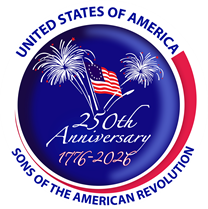 UNITED STATES OF AMERICA
250th
Anniversary
1776-2026
SONS OF THE AMERICAN REVOLUTION